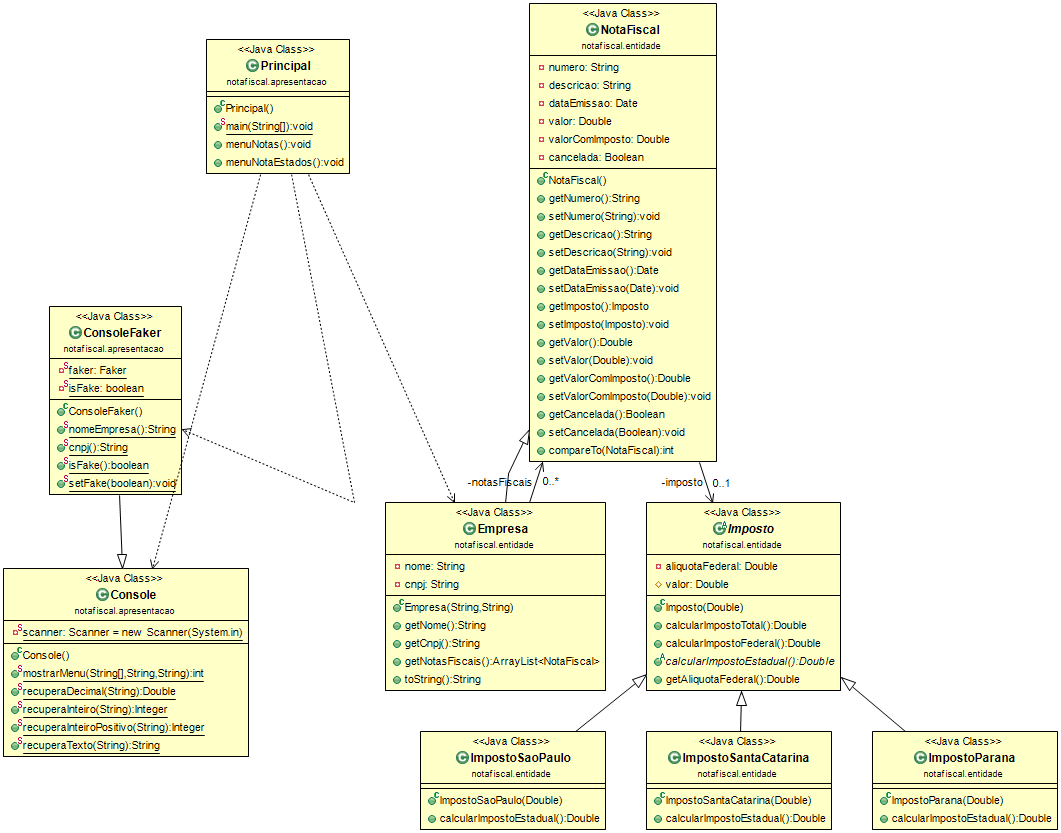 <<Java Class>>
NotaFiscal
notafiscal.entidade
numero: String
descricao: String
dataEmissao: Date
valor: Double
valorComImposto: Double
cancelada: Boolean
NotaFiscal()
getNumero():String
setNumero(String):void
getDescricao():String
setDescricao(String):void
getDataEmissao():Date
setDataEmissao(Date):void
getImposto():Imposto
setImposto(Imposto):void
getValor():Double
setValor(Double):void
getValorComImposto():Double
setValorComImposto(Double):void
getCancelada():Boolean
setCancelada(Boolean):void
compareTo(NotaFiscal):int
<<Java Class>>
Principal
notafiscal.apresentacao
Principal()
main(String[]):void
menuNotas():void
menuNotaEstados():void
<<Java Class>>
ConsoleFaker
notafiscal.apresentacao
faker: Faker
isFake: boolean
ConsoleFaker()
nomeEmpresa():String
cnpj():String
isFake():boolean
setFake(boolean):void
-notasFiscais
0..*
-imposto
0..1
<<Java Class>>
Empresa
notafiscal.entidade
nome: String
cnpj: String
Empresa(String,String)
getNome():String
getCnpj():String
getNotasFiscais():ArrayList<NotaFiscal>
toString():String
<<Java Class>>
Imposto
notafiscal.entidade
aliquotaFederal: Double
valor: Double
Imposto(Double)
calcularImpostoTotal():Double
calcularImpostoFederal():Double
calcularImpostoEstadual():Double
getAliquotaFederal():Double
<<Java Class>>
Console
notafiscal.apresentacao
scanner: Scanner = new Scanner(System.in)
Console()
mostrarMenu(String[],String,String):int
recuperaDecimal(String):Double
recuperaInteiro(String):Integer
recuperaInteiroPositivo(String):Integer
recuperaTexto(String):String
<<Java Class>>
ImpostoSaoPaulo
notafiscal.entidade
ImpostoSaoPaulo(Double)
calcularImpostoEstadual():Double
<<Java Class>>
ImpostoSantaCatarina
notafiscal.entidade
ImpostoSantaCatarina(Double)
calcularImpostoEstadual():Double
<<Java Class>>
ImpostoParana
notafiscal.entidade
ImpostoParana(Double)
calcularImpostoEstadual():Double